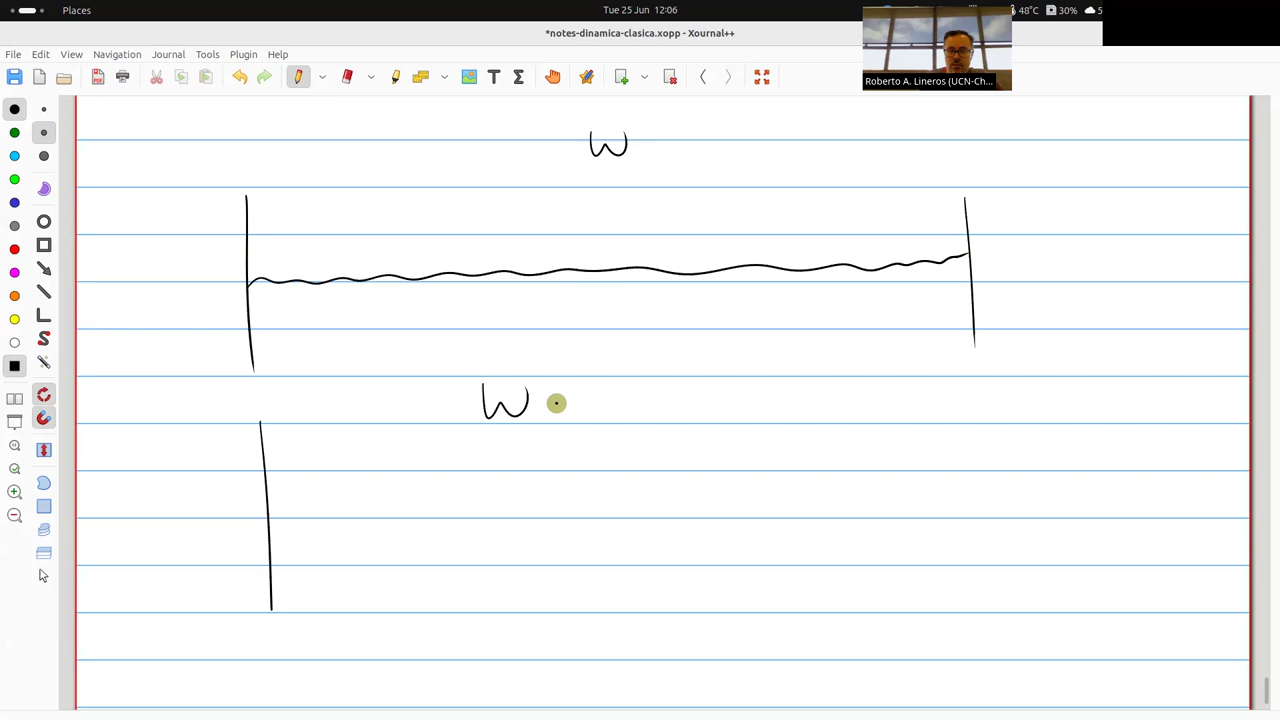 Places
Tue 25 Jun 12:06
48°C
30%
5
*notes-dinamica-clasica.xopp - Xournal++
Roberto A. Lineros (UCN-Ch...
File Edit View Navigation Journal Tools Plugin Help
ω
ω